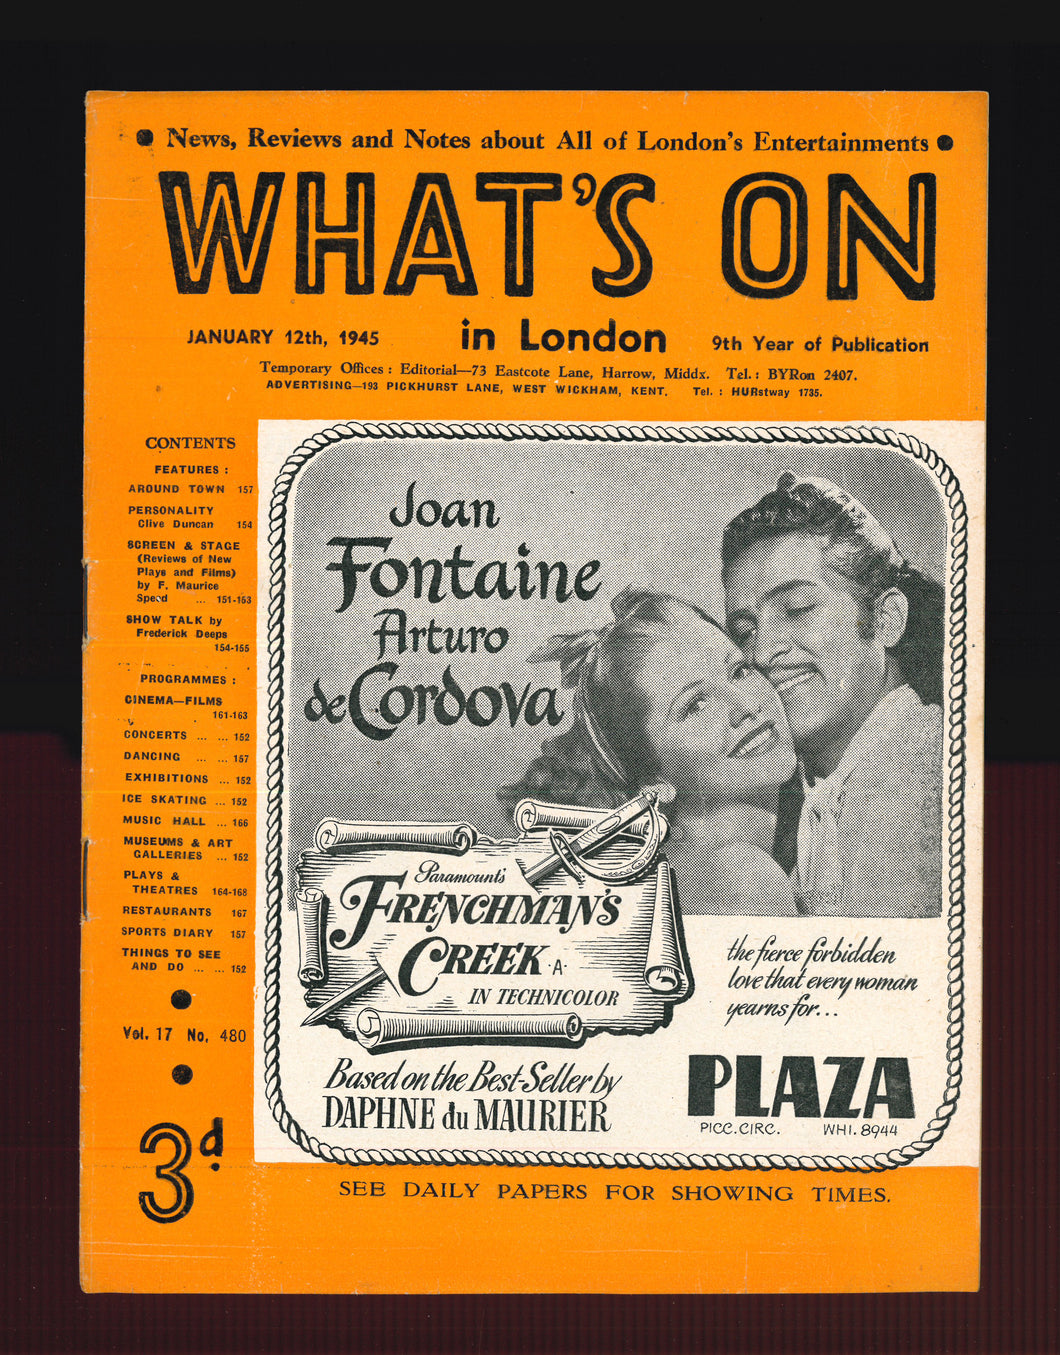 ● News, Reviews and Notes about All of London's Entertainments ●
WHAT'S ON
JANUARY 12th, 1945
in London
9th Year of Publication
Temporary Offices : Editorial—73 Eastcote Lane, Harrow, Middx. Tel. : BYRon 2407.
ADVERTISING—193 PICKHURST LANE, WEST WICKHAM, KENT. Tel. : HURstway 1735.
CONTENTS
FEATURES :
AROUND TOWN 157
PERSONALITY
Clive Duncan 154
SCREEN & STAGE
(Reviews of New
Plays and Films)
by F. Maurice
Speed ... 151-153
SHOW TALK by
Frederick Deeps
154-155
PROGRAMMES :
CINEMA—FILMS
161-163
CONCERTS ... ... 152
DANCING ... 157
EXHIBITIONS ... 152
ICE SKATING ... 152
MUSIC HALL ... 166
MUSEUMS & ART
GALLERIES ... 152
PLAYS &
THEATRES 164-168
RESTAURANTS 167
SPORTS DIARY 157
THINGS TO SEE
AND DO ... ... 152
Vol. 17 No. 480
3d.
Joan
Fontaine
Arturo
de Cordova
Paramount's
FRENCHMAN'S
CREEK ·A·
IN TECHNICOLOR
the fierce forbidden
love that every woman
yearns for...
Based on the Best-Seller by
DAPHNE du MAURIER
PLAZA
PICC. CIRC. WHI. 8944
SEE DAILY PAPERS FOR SHOWING TIMES.